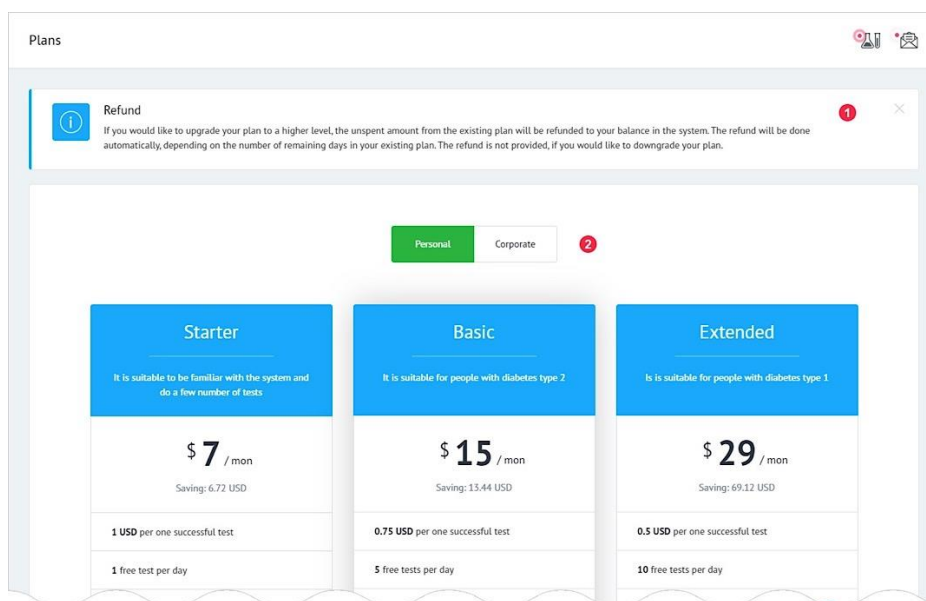 Plans
Refund
1
If you would like to upgrade your plan to a higher level, the unspent amount from the existing plan will be refunded to your balance in the system. The refund will be done
automatically, depending on the number of remaining days in your existing plan. The refund is not provided, if you would like to downgrade your plan.
Personal
Corporate
2
Starter
It is suitable to be familiar with the system and
do a few number of tests
$ 7 / mon
Saving: 6.72 USD
1 USD per one successful test
1 free test per day
Basic
It is suitable for people with diabetes type 2
$ 15 / mon
Saving: 13.44 USD
0.75 USD per one successful test
5 free tests per day
Extended
Is is suitable for people with diabetes type 1
$ 29 / mon
Saving: 69.12 USD
0.5 USD per one successful test
10 free tests per day